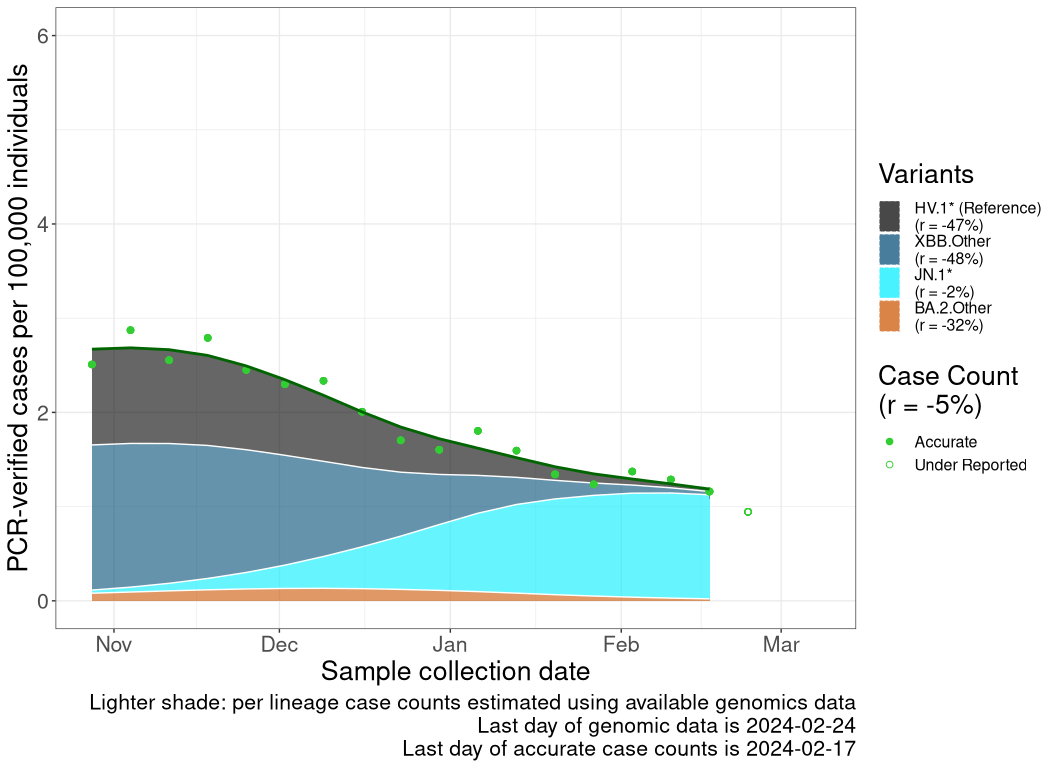 PCR-verified cases per 100,000 individuals
6
4
2
0
Nov
Dec
Jan
Feb
Mar
Sample collection date
Lighter shade: per lineage case counts estimated using available genomics data
Last day of genomic data is 2024-02-24
Last day of accurate case counts is 2024-02-17
Variants
HV.1* (Reference)
(r = -47%)
XBB.Other
(r = -48%)
JN.1*
(r = -2%)
BA.2.Other
(r = -32%)
Case Count
(r = -5%)
Accurate
Under Reported